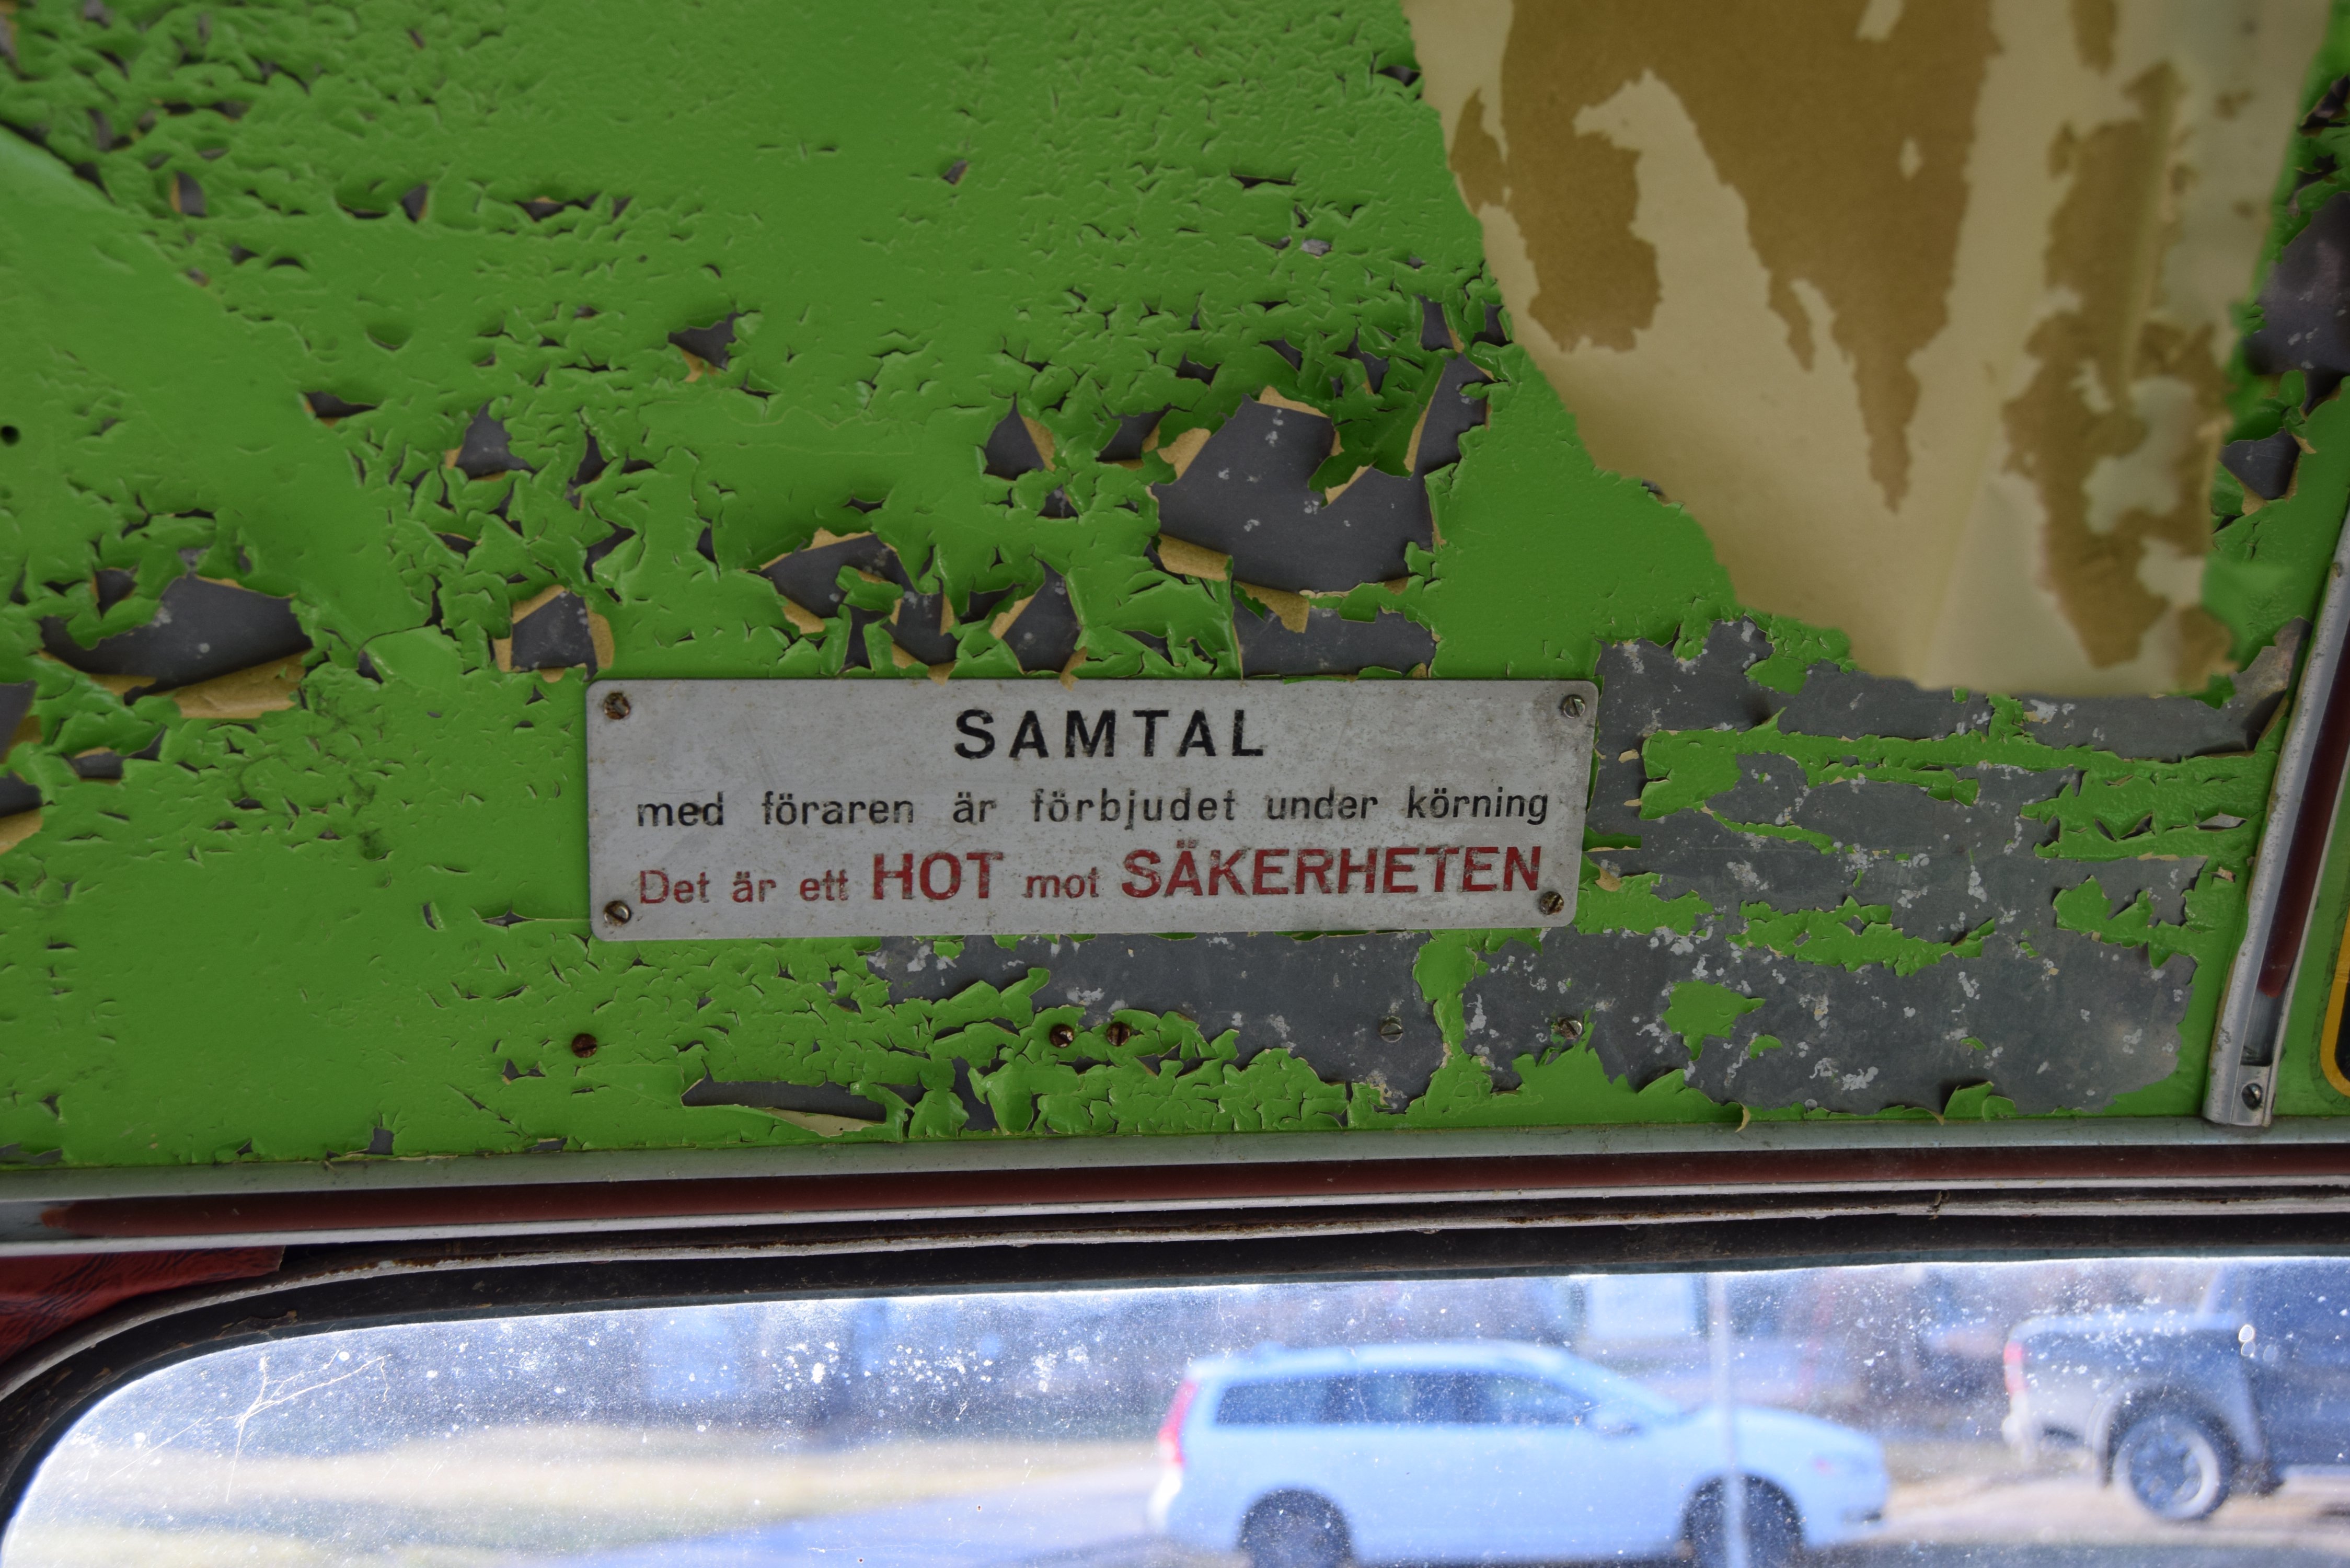 SAMTAL
med föraren är förbjudet under körning
Det är ett HOT mot SÄKERHETEN